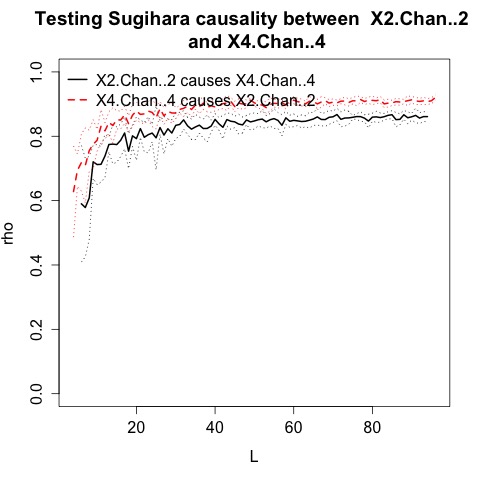 Testing Sugihara causality between X2.Chan..2
and X4.Chan..4
X2.Chan..2 causes X4.Chan..4
X4.Chan..4 causes X2.Chan..2
1.0
0.8
0.6
0.4
0.2
0.0
rho
20 40 60 80
L